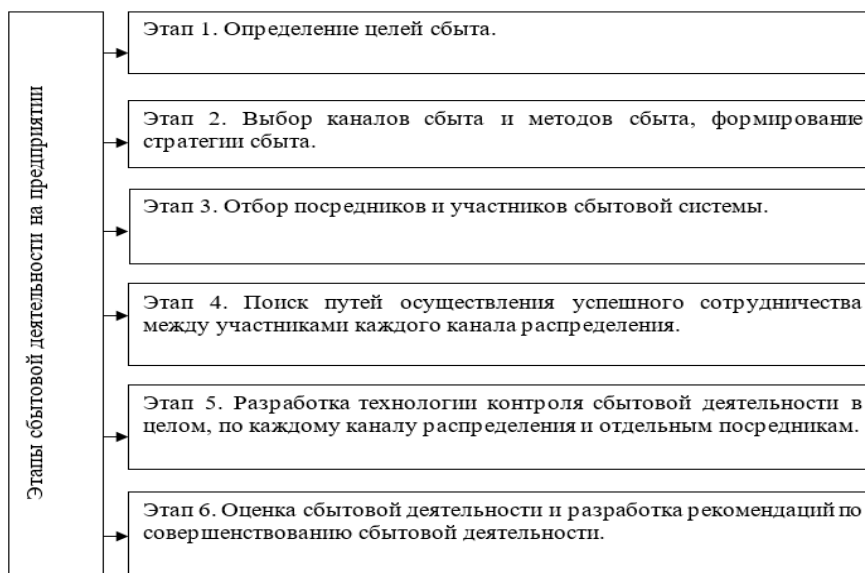 Этапы сбытовой деятельности на предприятии
Этап 1. Определение целей сбыта.
Этап 2. Выбор каналов сбыта и методов сбыта, формирование
стратегии сбыта.
Этап 3. Отбор посредников и участников сбытовой системы.
Этап 4. Поиск путей осуществления успешного сотрудничества
между участниками каждого канала распределения.
Этап 5. Разработка технологии контроля сбытовой деятельности в
целом, по каждому каналу распределения и отдельным посредникам.
Этап 6. Оценка сбытовой деятельности и разработка рекомендаций по
совершенствованию сбытовой деятельности.